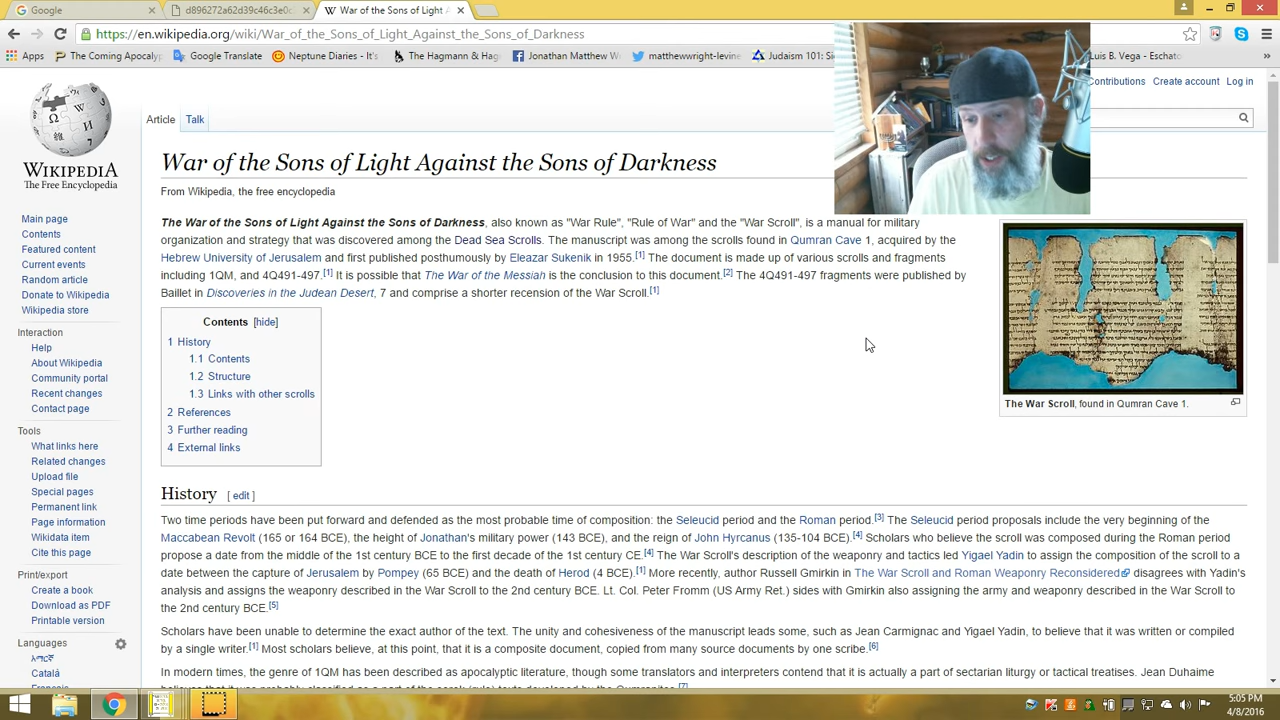 Google
d896272a62d39c46c3e0c
War of the Sons of Light A
https://en.wikipedia.org/wiki/War_of_the_Sons_of_Light_Against_the_Sons_of_Darkness
Apps
The Coming Apocalyp
Google Translate
Neptune Diaries - It's
The Hagmann & Hagm
Jonathan Matthew Wr
matthewwright-levine
Judaism 101: Si
Luis B. Vega - Eschato
Contributions Create account Log in
WIKIPEDIA
The Free Encyclopedia
Article Talk
War of the Sons of Light Against the Sons of Darkness
From Wikipedia, the free encyclopedia
The War of the Sons of Light Against the Sons of Darkness, also known as "War Rule", "Rule of War" and the "War Scroll", is a manual for military
organization and strategy that was discovered among the Dead Sea Scrolls. The manuscript was among the scrolls found in Qumran Cave 1, acquired by the
Hebrew University of Jerusalem and first published posthumously by Eleazar Sukenik in 1955.[1] The document is made up of various scrolls and fragments
including 1QM, and 4Q491-497.[1] It is possible that The War of the Messiah is the conclusion to this document.[2] The 4Q491-497 fragments were published by
Baillet in Discoveries in the Judean Desert, 7 and comprise a shorter recension of the War Scroll.[1]
The War Scroll, found in Qumran Cave 1.
Contents [hide]
1 History
1.1 Contents
1.2 Structure
1.3 Links with other scrolls
2 References
3 Further reading
4 External links
Main page
Contents
Featured content
Current events
Random article
Donate to Wikipedia
Wikipedia store
Interaction
Help
About Wikipedia
Community portal
Recent changes
Contact page
Tools
What links here
Related changes
Upload file
Special pages
Permanent link
Page information
Wikidata item
Cite this page
Print/export
Create a book
Download as PDF
Printable version
Languages
አማርኛ
Català
History [ edit ]
Two time periods have been put forward and defended as the most probable time of composition: the Seleucid period and the Roman period.[3] The Seleucid period proposals include the very beginning of the
Maccabean Revolt (165 or 164 BCE), the height of Jonathan's military power (143 BCE), and the reign of John Hyrcanus (135-104 BCE).[4] Scholars who believe the scroll was composed during the Roman period
propose a date from the middle of the 1st century BCE to the first decade of the 1st century CE.[4] The War Scroll's description of the weaponry and tactics led Yigael Yadin to assign the composition of the scroll to a
date between the capture of Jerusalem by Pompey (65 BCE) and the death of Herod (4 BCE).[1] More recently, author Russell Gmirkin in The War Scroll and Roman Weaponry Reconsidered disagrees with Yadin's
analysis and assigns the weaponry described in the War Scroll to the 2nd century BCE. Lt. Col. Peter Fromm (US Army Ret.) sides with Gmirkin also assigning the army and weaponry described in the War Scroll to
the 2nd century BCE.[5]
Scholars have been unable to determine the exact author of the text. The unity and cohesiveness of the manuscript leads some, such as Jean Carmignac and Yigael Yadin, to believe that it was written or compiled
by a single writer.[1] Most scholars believe, at this point, that it is a composite document, copied from many source documents by one scribe.[6]
In modern times, the genre of 1QM has been described as apocalyptic literature, though some translators and interpreters contend that it is actually a part of sectarian liturgy or tactical treatises. Jean Duhaime
5:05 PM
4/8/2016